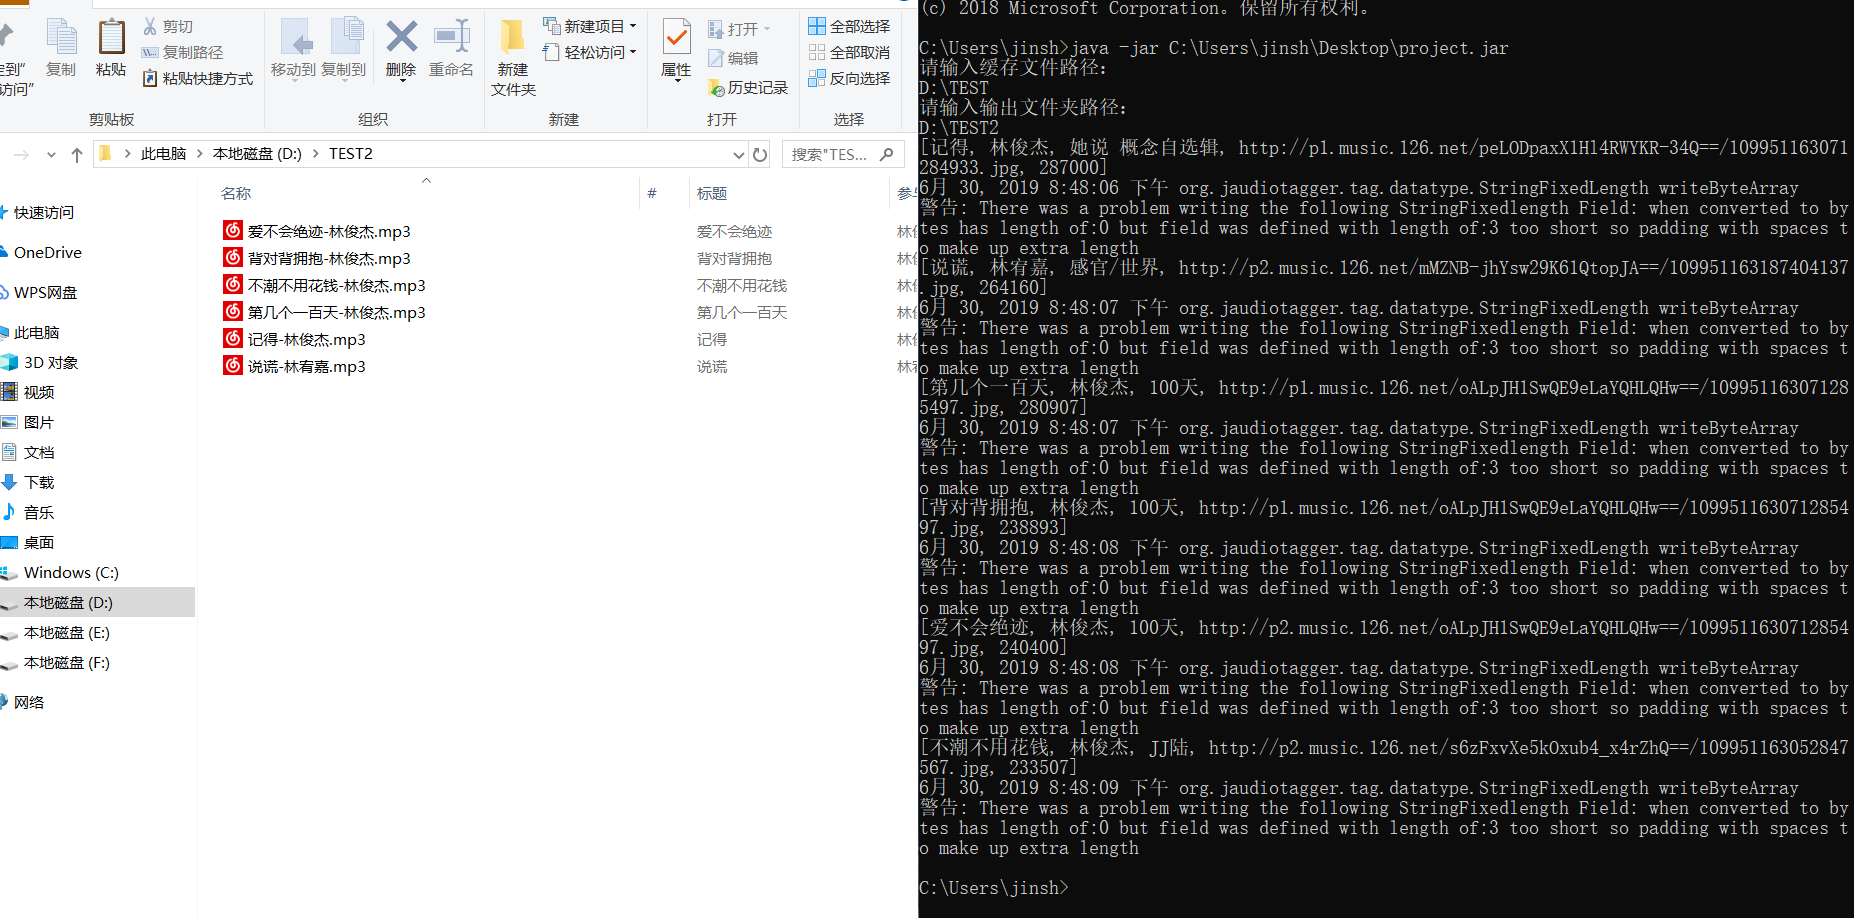 剪切
复制路径
粘贴快捷方式
复制
粘贴
剪贴板
移动到
复制到
删除
重命名
组织
新建项目
轻松访问
新建
文件夹
新建
属性
打开
编辑
历史记录
打开
全部选择
全部取消
反向选择
选择
此电脑 > 本地磁盘 (D:) > TEST2
搜索"TES...
名称
#
标题
快速访问
OneDrive
WPS网盘
此电脑
3D 对象
视频
图片
文档
下载
音乐
桌面
Windows (C:)
本地磁盘 (D:)
本地磁盘 (E:)
本地磁盘 (F:)
网络
爱不会绝迹-林俊杰.mp3 爱不会绝迹
背对背拥抱-林俊杰.mp3 背对背拥抱
不潮不用花钱-林俊杰.mp3 不潮不用花钱
第几个一百天-林俊杰.mp3 第几个一百天
记得-林俊杰.mp3 记得
说谎-林宥嘉.mp3 说谎
(c) 2018 Microsoft Corporation。保留所有权利。
C:\Users\jinsh>java -jar C:\Users\jinsh\Desktop\project.jar
请输入缓存文件路径：
D:\TEST
请输入输出文件夹路径：
D:\TEST2
[记得, 林俊杰, 她说 概念自选辑, http://p1.music.126.net/peLODpaxX1Hl4RWYKR-34Q==/109951163071
284933.jpg, 287000]
6月 30, 2019 8:48:06 下午 org.jaudiotagger.tag.datatype.StringFixedLength writeByteArray
警告: There was a problem writing the following StringFixedlength Field: when converted to by
tes has length of:0 but field was defined with length of:3 too short so padding with spaces t
o make up extra length
[说谎, 林宥嘉, 感官/世界, http://p2.music.126.net/mMZNB-jhYsw29K61QtopJA==/109951163187404137
.jpg, 264160]
6月 30, 2019 8:48:07 下午 org.jaudiotagger.tag.datatype.StringFixedLength writeByteArray
警告: There was a problem writing the following StringFixedlength Field: when converted to by
tes has length of:0 but field was defined with length of:3 too short so padding with spaces t
o make up extra length
[第几个一百天, 林俊杰, 100天, http://p1.music.126.net/oALpJHlSwQE9eLaYQHLQHw==/10995116307128
5497.jpg, 280907]
6月 30, 2019 8:48:07 下午 org.jaudiotagger.tag.datatype.StringFixedLength writeByteArray
警告: There was a problem writing the following StringFixedlength Field: when converted to by
tes has length of:0 but field was defined with length of:3 too short so padding with spaces t
o make up extra length
[背对背拥抱, 林俊杰, 100天, http://p1.music.126.net/oALpJHlSwQE9eLaYQHLQHw==/1099511630712854
97.jpg, 238893]
6月 30, 2019 8:48:08 下午 org.jaudiotagger.tag.datatype.StringFixedLength writeByteArray
警告: There was a problem writing the following StringFixedlength Field: when converted to by
tes has length of:0 but field was defined with length of:3 too short so padding with spaces t
o make up extra length
[爱不会绝迹, 林俊杰, 100天, http://p2.music.126.net/oALpJHlSwQE9eLaYQHLQHw==/1099511630712854
97.jpg, 240400]
6月 30, 2019 8:48:08 下午 org.jaudiotagger.tag.datatype.StringFixedLength writeByteArray
警告: There was a problem writing the following StringFixedlength Field: when converted to by
tes has length of:0 but field was defined with length of:3 too short so padding with spaces t
o make up extra length
[不潮不用花钱, 林俊杰, JJ陆, http://p2.music.126.net/s6zFxvXe5kOxub4_x4rZhQ==/109951163052847
567.jpg, 233507]
6月 30, 2019 8:48:09 下午 org.jaudiotagger.tag.datatype.StringFixedLength writeByteArray
警告: There was a problem writing the following StringFixedlength Field: when converted to by
tes has length of:0 but field was defined with length of:3 too short so padding with spaces t
o make up extra length
C:\Users\jinsh>